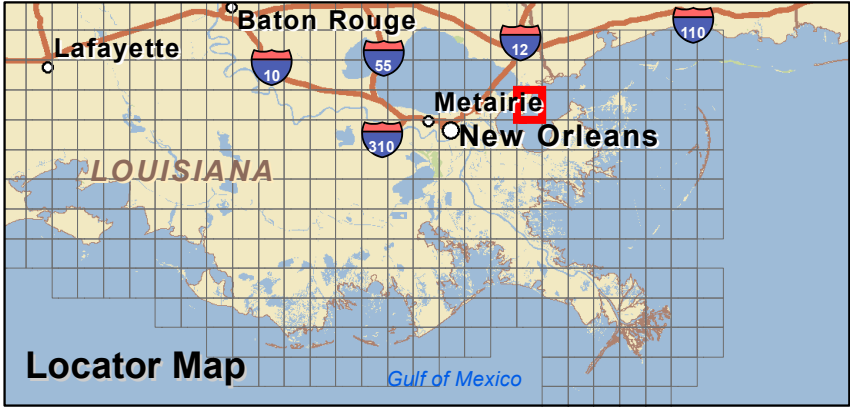 Baton Rouge
Lafayette
110
12
55
10
Metairie
New Orleans
310
LOUISIANA
Locator Map
Gulf of Mexico